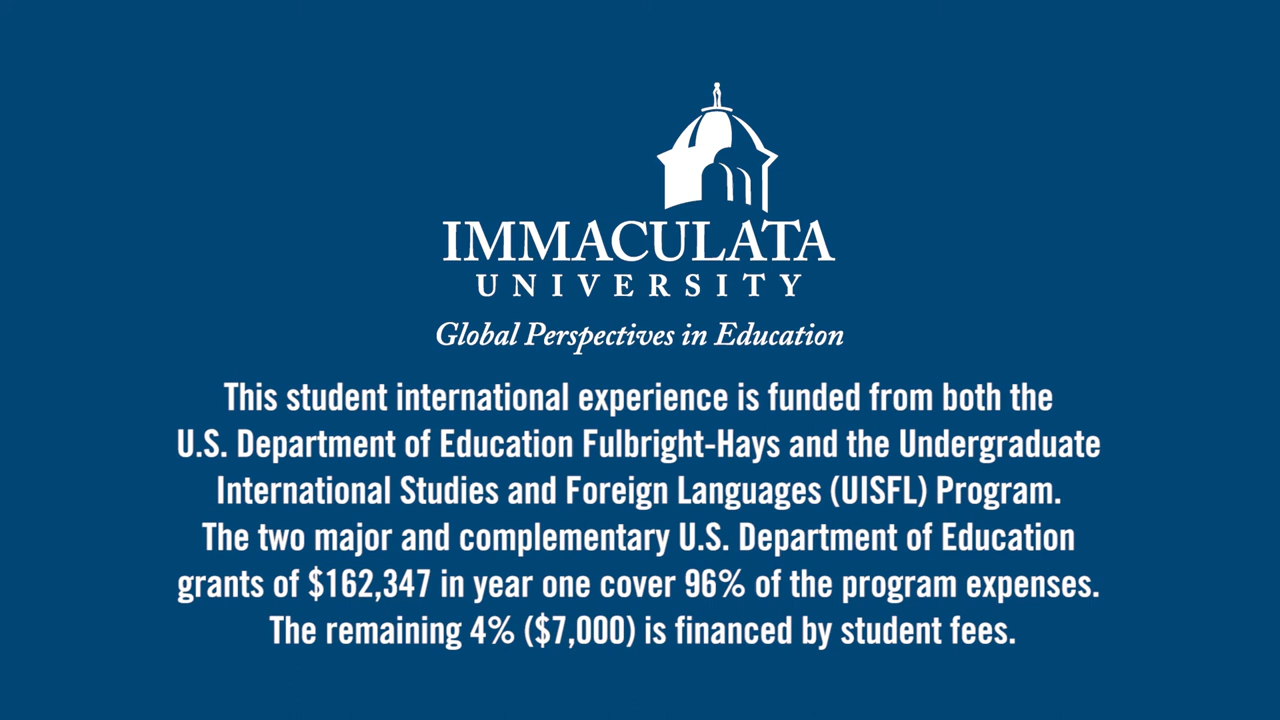 IMMACULATA
UNIVERSITY
Global Perspectives in Education
This student international experience is funded from both the
U.S. Department of Education Fulbright-Hays and the Undergraduate
International Studies and Foreign Languages (UISFL) Program.
The two major and complementary U.S. Department of Education
grants of $162,347 in year one cover 96% of the program expenses.
The remaining 4% ($7,000) is financed by student fees.